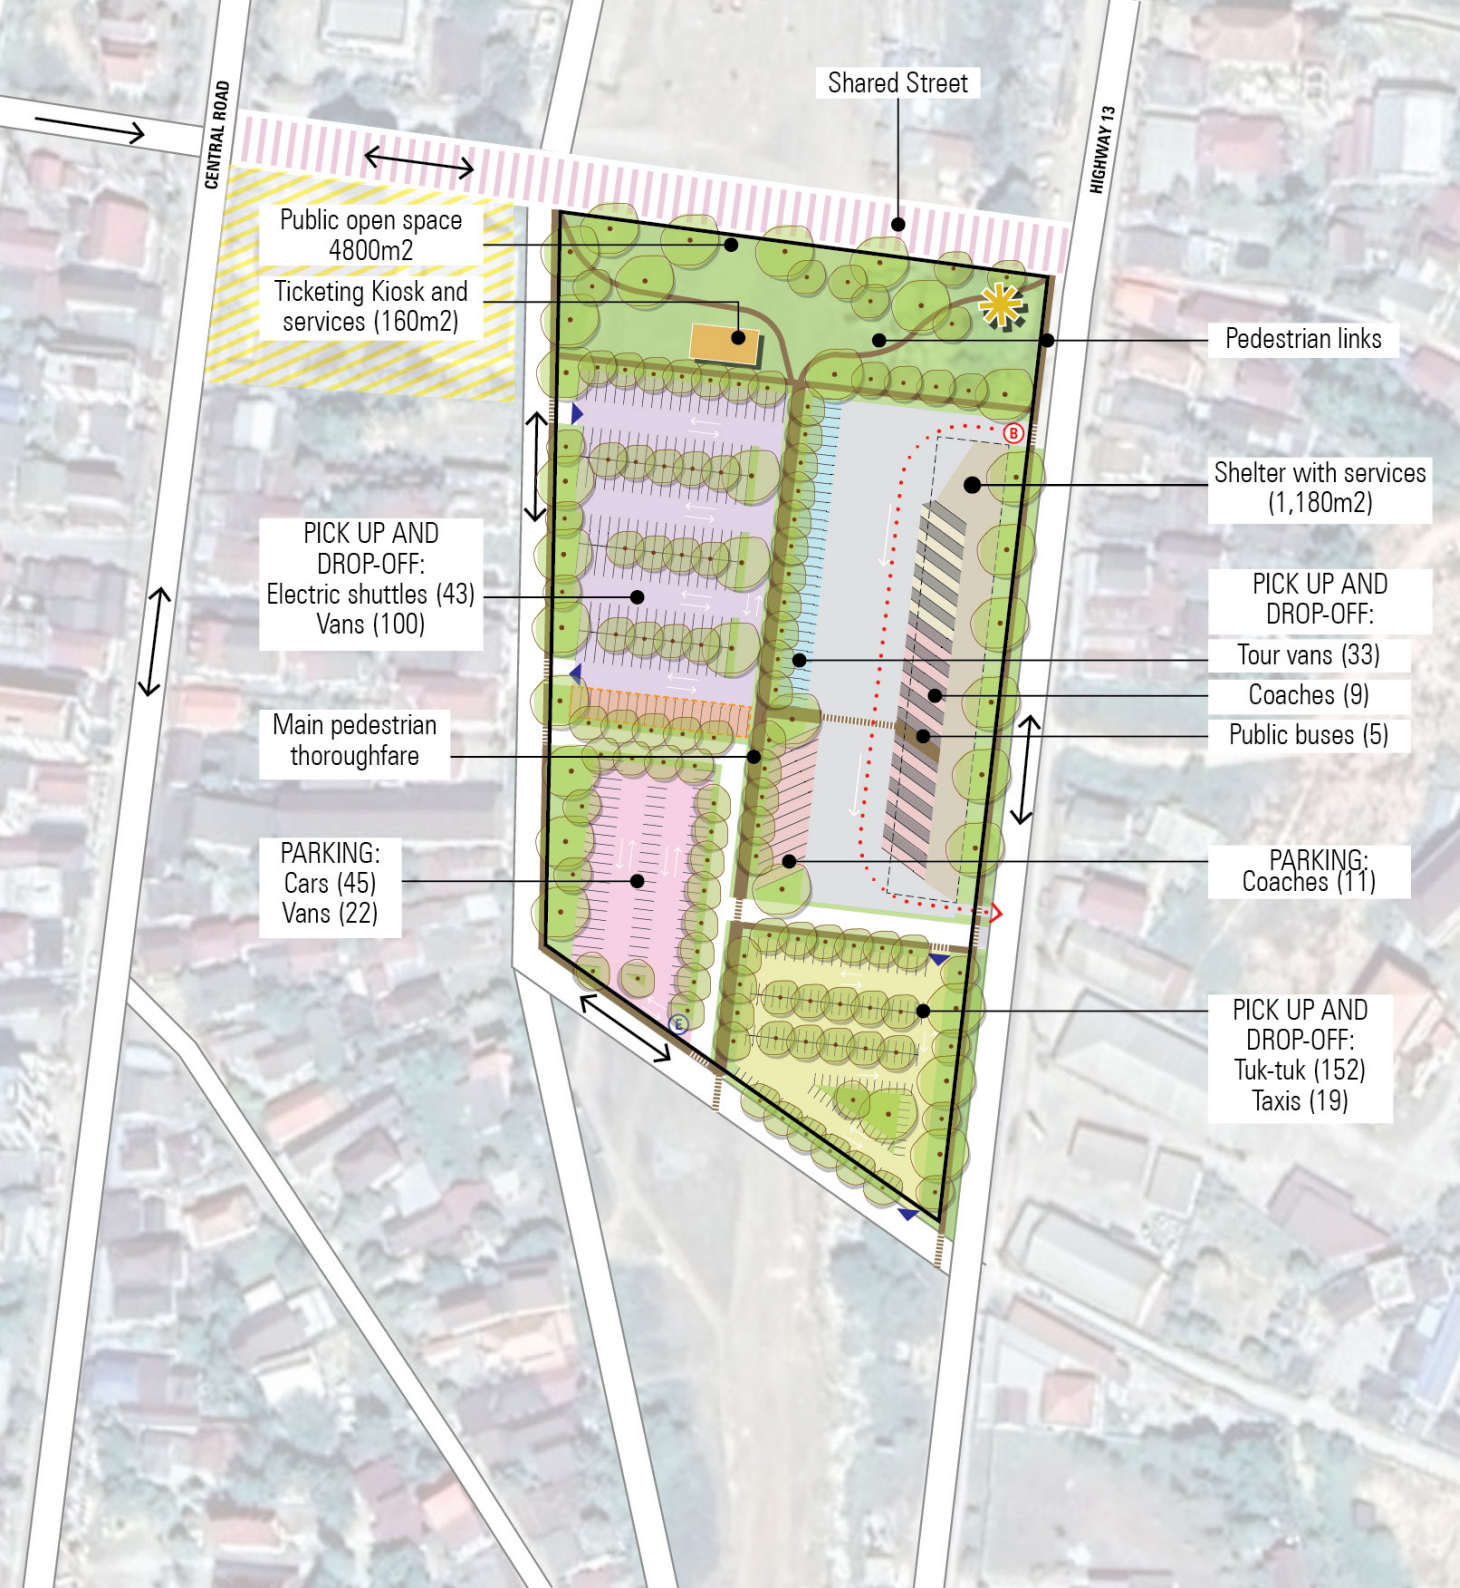 Shared Street
CENTRAL ROAD
HIGHWAY 13
Public open space
4800m2
Ticketing Kiosk and
services (160m2)
Pedestrian links
B
Shelter with services
(1,180m2)
PICK UP AND
DROP-OFF:
Electric shuttles (43)
Vans (100)
PICK UP AND
DROP-OFF:
Tour vans (33)
Coaches (9)
Public buses (5)
Main pedestrian
thoroughfare
PARKING:
Cars (45)
Vans (22)
PARKING:
Coaches (11)
E
PICK UP AND
DROP-OFF:
Tuk-tuk (152)
Taxis (19)